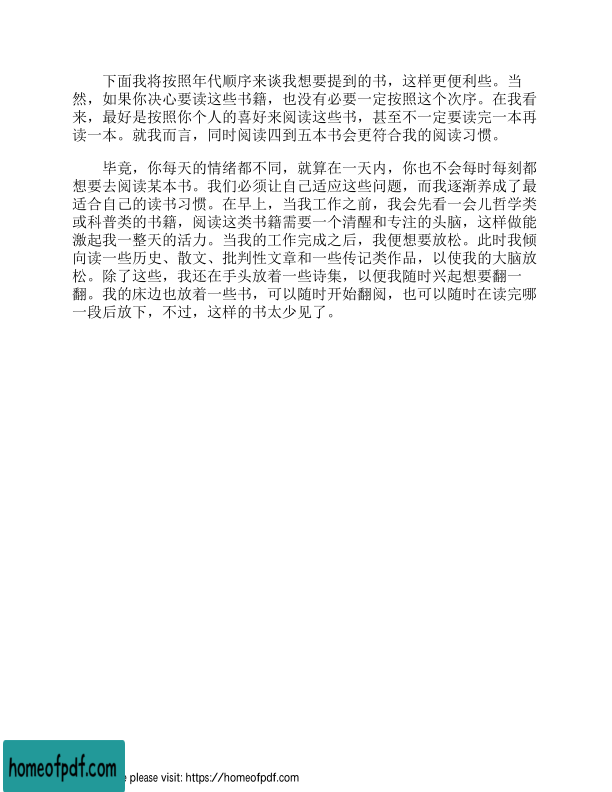 下面我将按照年代顺序来谈我想要提到的书，这样更便利些。当
然，如果你决心要读这些书籍，也没有必要一定按照这个次序。在我看
来，最好是按照你个人的喜好来阅读这些书，甚至不一定要读完一本再
读一本。就我而言，同时阅读四到五本书会更符合我的阅读习惯。
毕竟，你每天的情绪都不同，就算在一天内，你也不会每时每刻都
想要去阅读某本书。我们必须让自己适应这些问题，而我逐渐养成了最
适合自己的读书习惯。在早上，当我工作之前，我会先看一会儿哲学类
或科普类的书籍，阅读这类书籍需要一个清醒和专注的头脑，这样做能
激起我一整天的活力。当我的工作完成之后，我便想要放松。此时我倾
向读一些历史、散文、批判性文章和一些传记类作品，以使我的大脑放
松。除了这些，我还在手头放着一些诗集，以便我随时兴起想要翻一
翻。我的床边也放着一些书，可以随时开始翻阅，也可以随时在读完哪
一段后放下，不过，这样的书太少见了。
homeofpdf.com
e please visit: https://homeofpdf.com